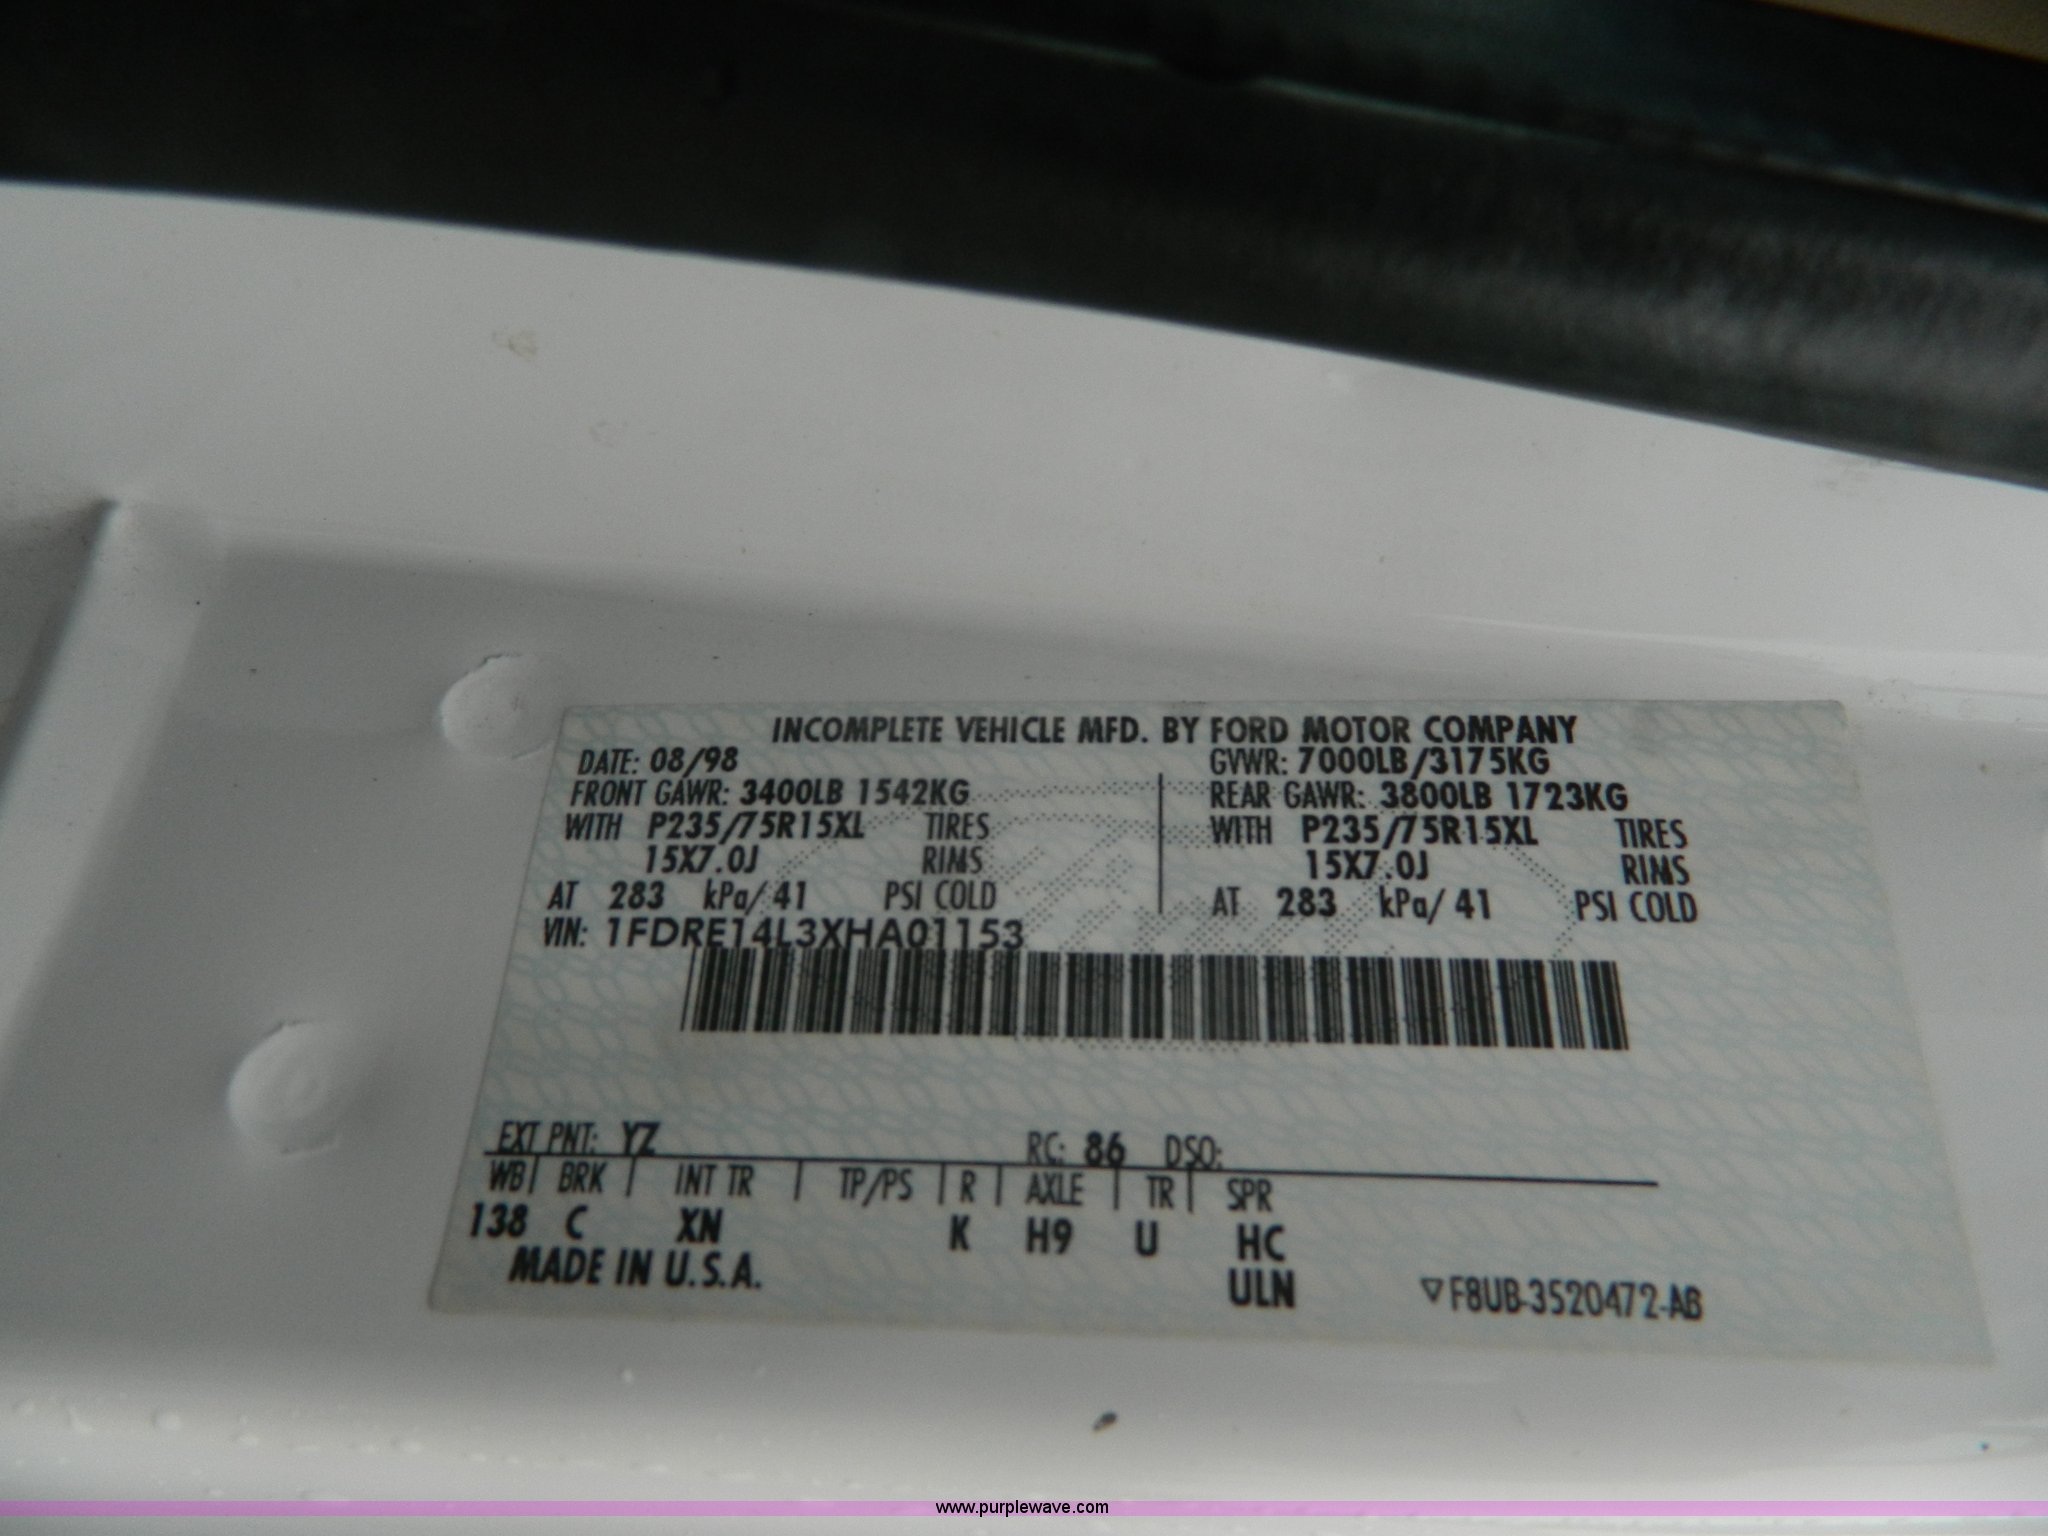 INCOMPLETE VEHICLE MFD. BY FORD MOTOR COMPANY
DATE: 08/98 GVWR: 7000LB/3175KG
FRONT GAWR: 3400LB 1542KG REAR GAWR: 3800LB 1723KG
WITH P235/75R15XL TIRES WITH P235/75R15XL TIRES
15X7.0J RIMS 15X7.0J RIMS
AT 283 kPa/ 41 PSI COLD AT 283 kPa/ 41 PSI COLD
VIN: 1FDRE14L3XHA01153
EXT PNT: YZ RC: 86 DSO:
WB BRK INT TR TP/PS R AXLE TR SPR
138 C XN K H9 U HC
MADE IN U.S.A. ULN
F8UB-3520472-AB
www.purplewave.com